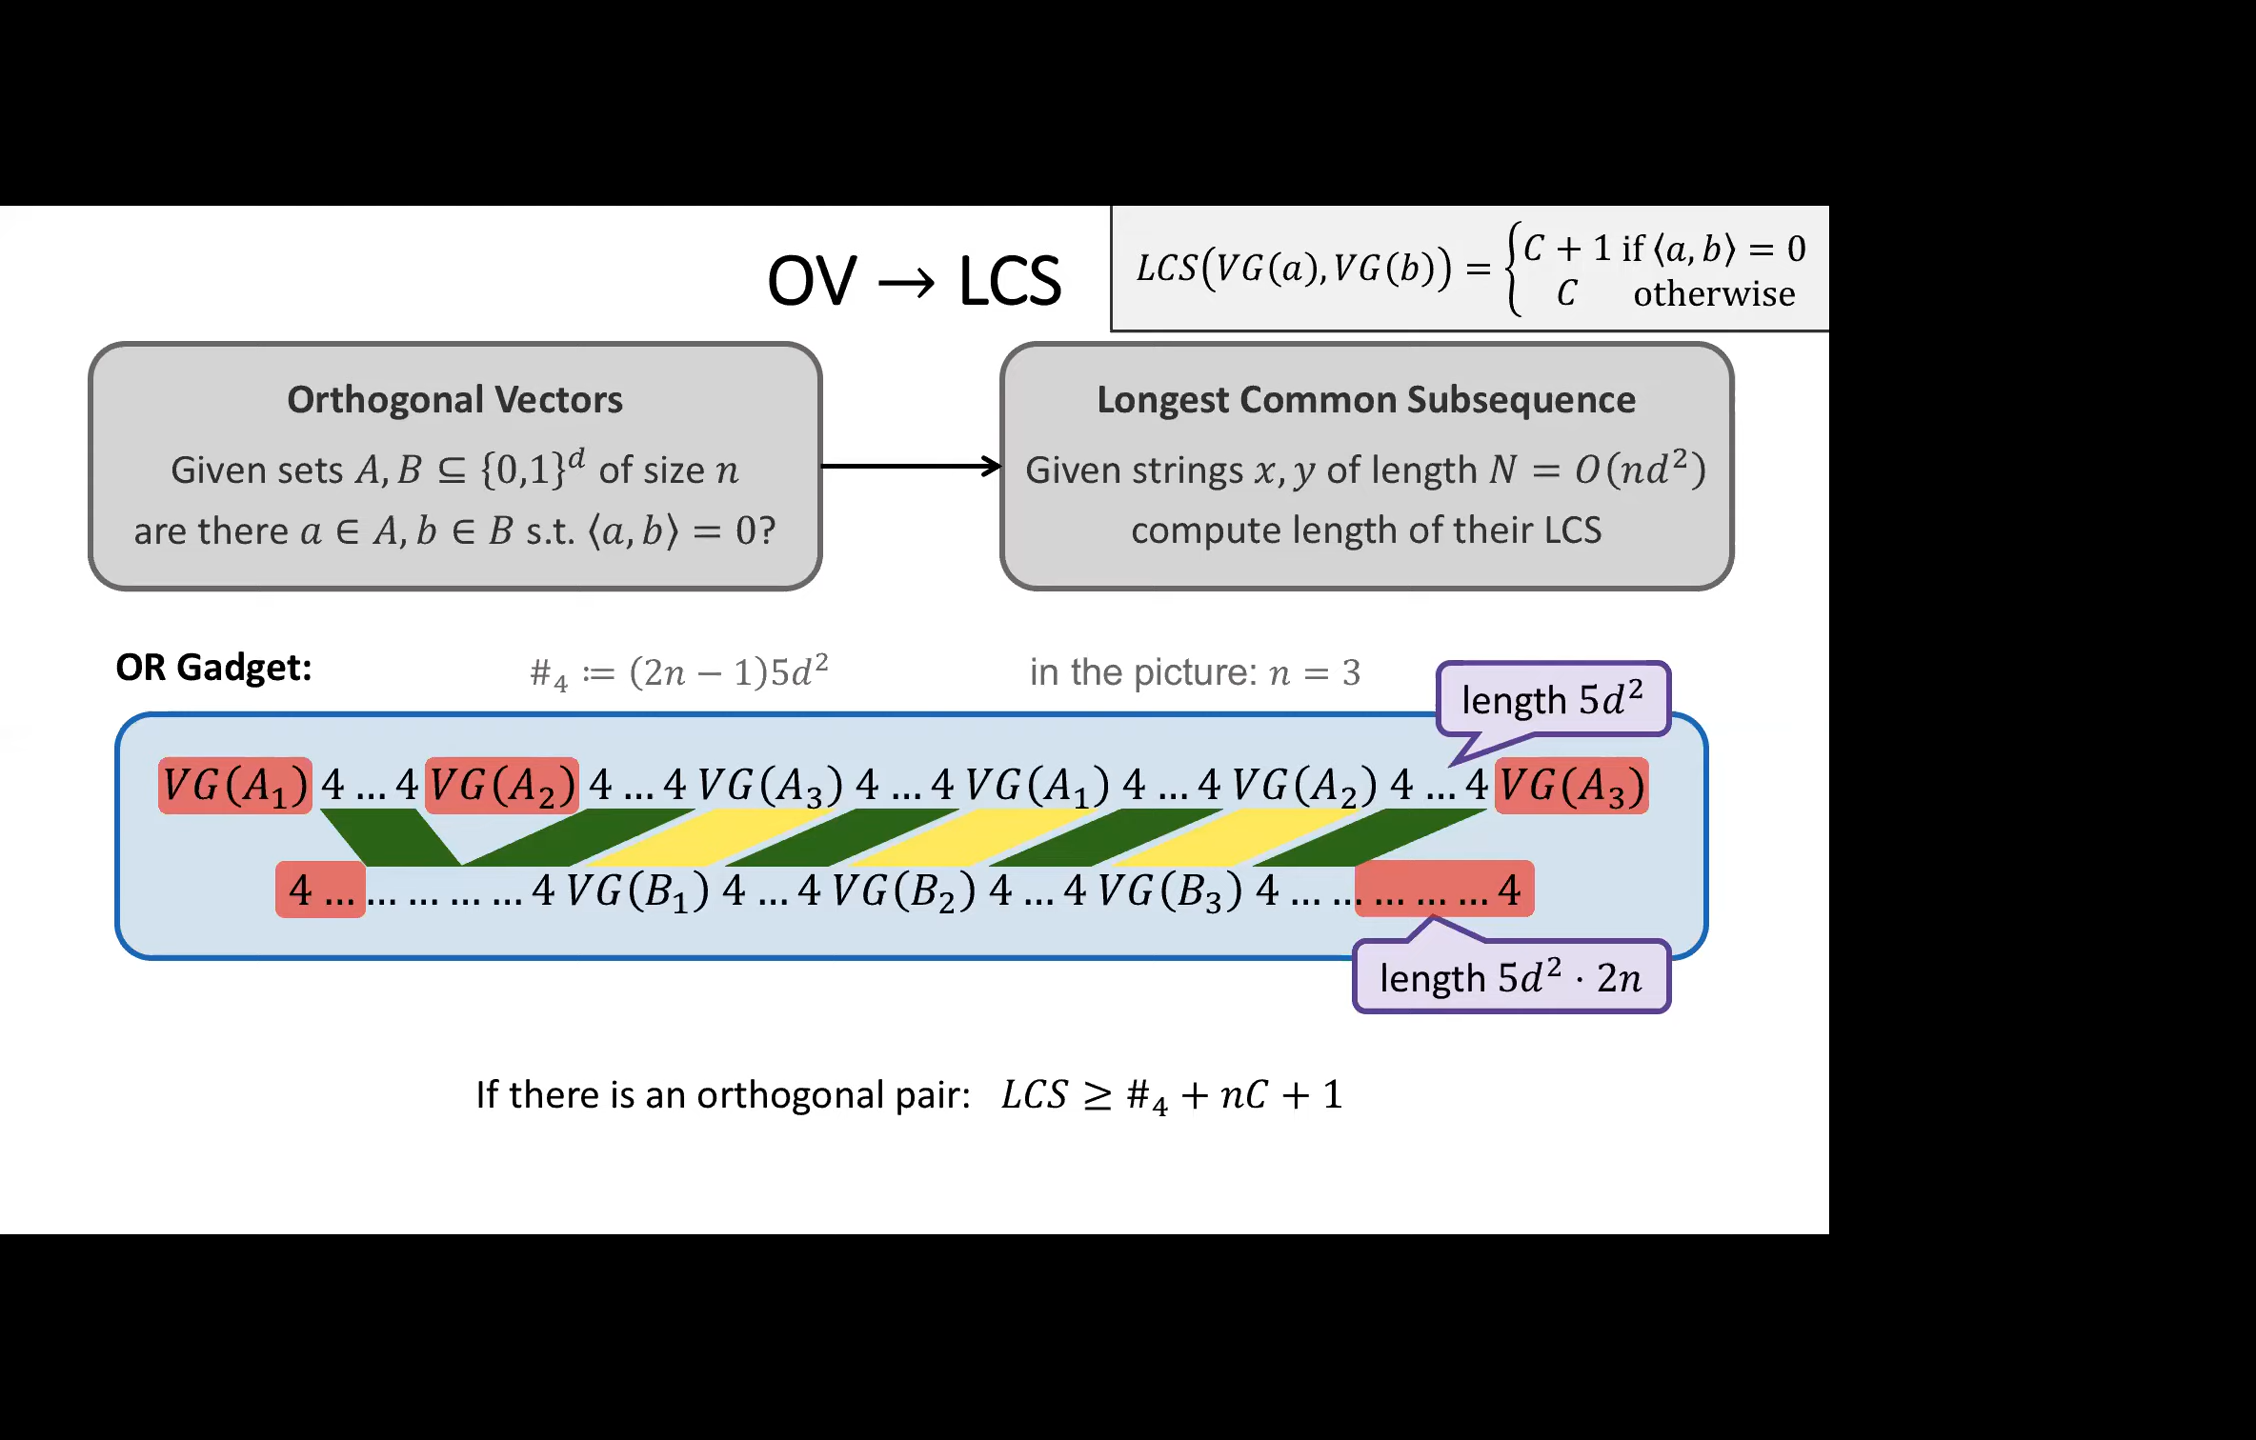 OV → LCS
LCS(VG(a), VG(b)) = { C + 1 if ⟨a, b⟩ = 0
C otherwise
Orthogonal Vectors
Given sets A, B ⊆ {0,1}^d of size n
are there a ∈ A, b ∈ B s.t. ⟨a, b⟩ = 0?
Longest Common Subsequence
Given strings x, y of length N = O(nd²)
compute length of their LCS
OR Gadget:
#₄ := (2n − 1)5d²
in the picture: n = 3
length 5d²
VG(A₁) 4 ... 4 VG(A₂) 4 ... 4 VG(A₃) 4 ... 4 VG(A₁) 4 ... 4 VG(A₂) 4 ... 4 VG(A₃)
4 ... ... ... ... ... 4 VG(B₁) 4 ... 4 VG(B₂) 4 ... 4 VG(B₃) 4 ... ... ... ... ... 4
length 5d² · 2n
If there is an orthogonal pair: LCS ≥ #₄ + nC + 1